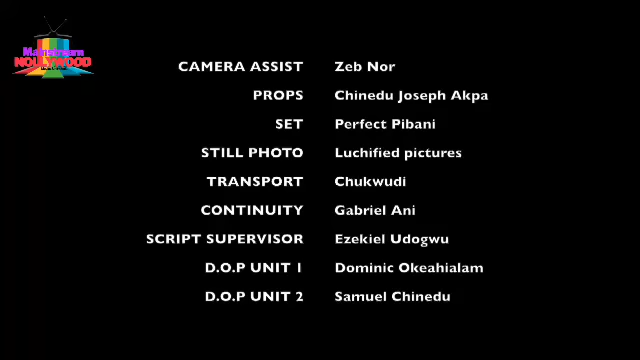 Mainstream
NOLLYWOOD
CAMERA ASSIST Zeb Nor
PROPS Chinedu Joseph Akpa
SET Perfect Pibani
STILL PHOTO Luchified pictures
TRANSPORT Chukwudi
CONTINUITY Gabriel Ani
SCRIPT SUPERVISOR Ezekiel Udogwu
D.O.P UNIT 1 Dominic Okeahialam
D.O.P UNIT 2 Samuel Chinedu